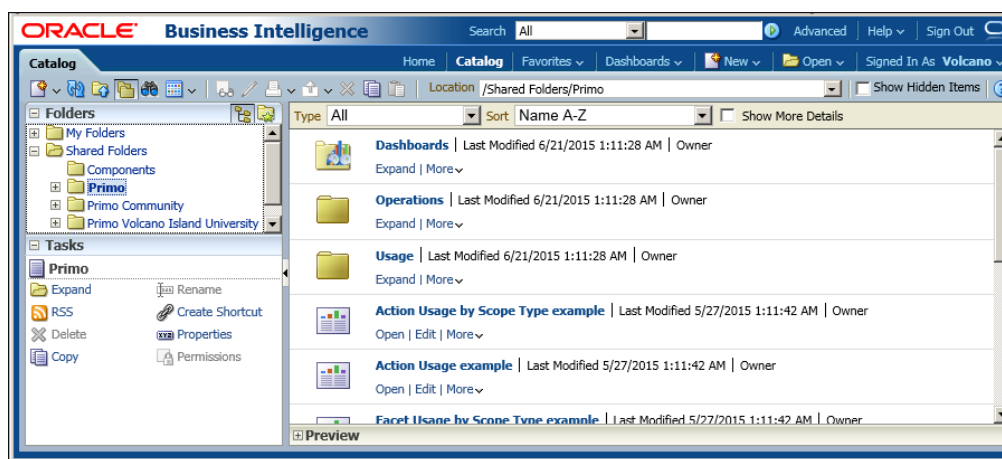 ORACLE Business Intelligence Search All Advanced Help Sign Out
Catalog Home Catalog Favorites Dashboards New Open Signed In As Volcano
Location /Shared Folders/Primo Show Hidden Items
Folders
My Folders
Shared Folders
Components
Primo
Primo Community
Primo Volcano Island University
Tasks
Primo
Expand Rename
RSS Create Shortcut
Delete Properties
Copy Permissions
Type All Sort Name A-Z Show More Details
Dashboards | Last Modified 6/21/2015 1:11:28 AM | Owner
Expand | More
Operations | Last Modified 6/21/2015 1:11:28 AM | Owner
Expand | More
Usage | Last Modified 6/21/2015 1:11:28 AM | Owner
Expand | More
Action Usage by Scope Type example | Last Modified 5/27/2015 1:11:42 AM | Owner
Open | Edit | More
Action Usage example | Last Modified 5/27/2015 1:11:42 AM | Owner
Open | Edit | More
Facet Usage by Scope Type example | Last Modified 5/27/2015 1:11:42 AM | Owner
Preview